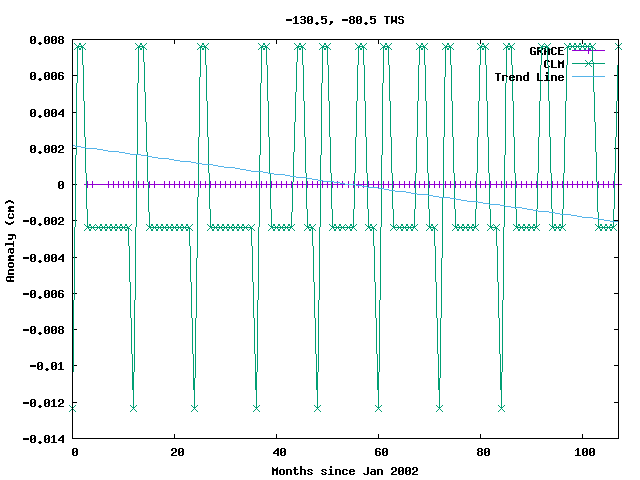 -130.5, -80.5 TWS
GRACE
CLM
Trend Line
0.008
0.006
0.004
0.002
0
-0.002
-0.004
-0.006
-0.008
-0.01
-0.012
-0.014
Anomaly (cm)
0 20 40 60 80 100
Months since Jan 2002